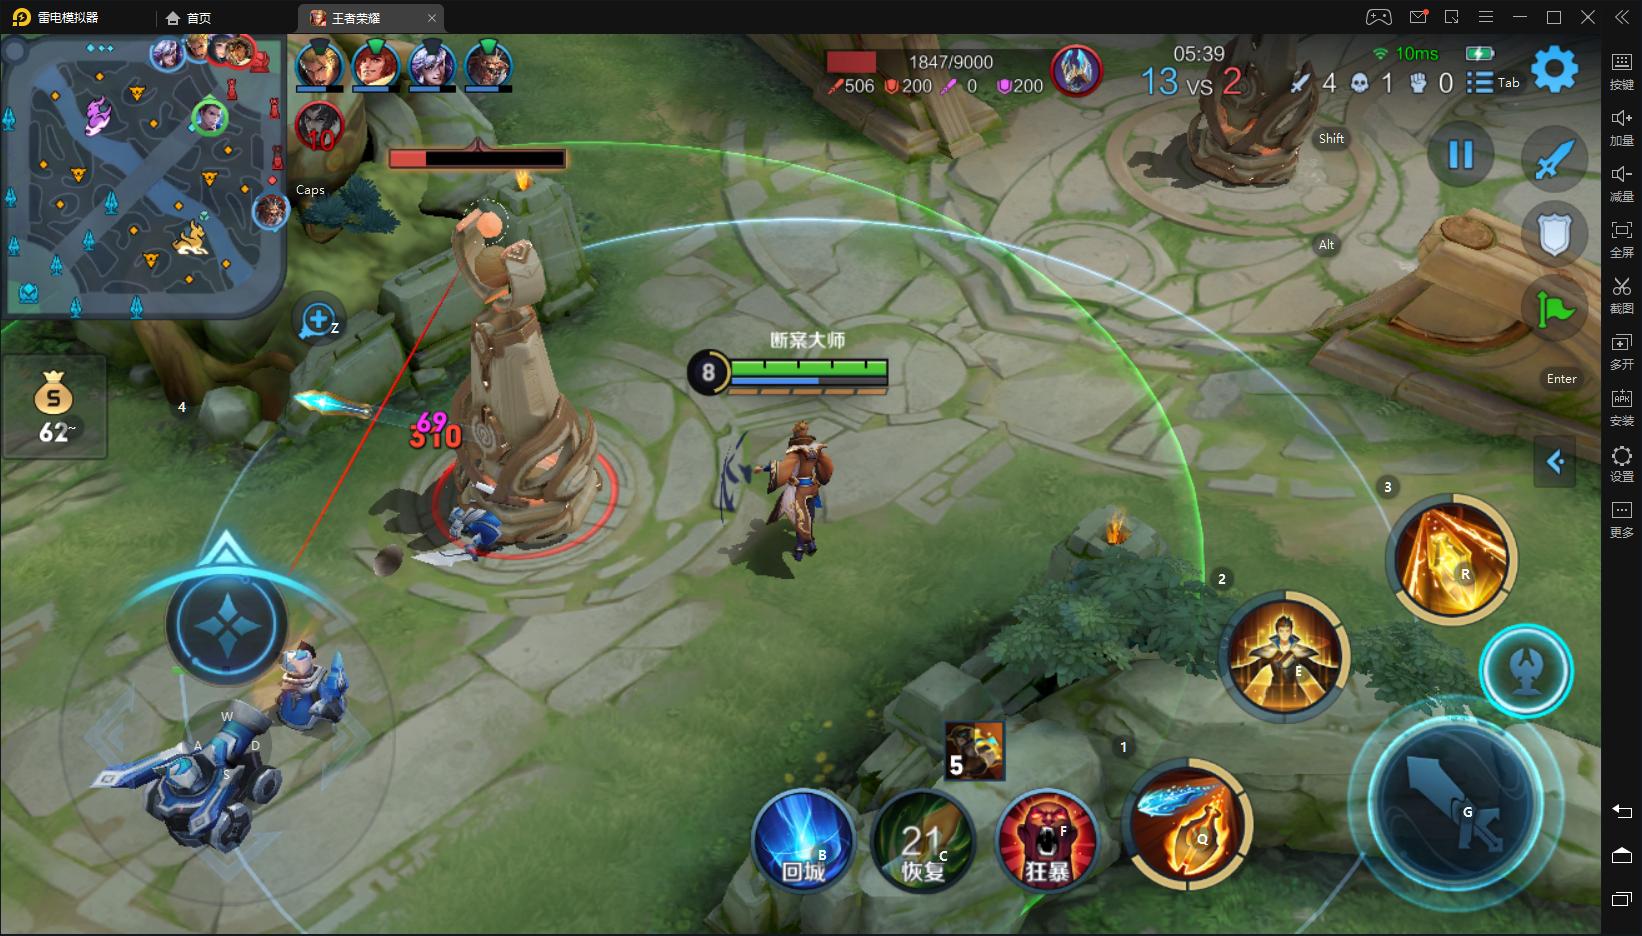 雷电模拟器
首页
王者荣耀
10
Caps
1847/9000
506
200
0
200
05:39
13 vs 2
10ms
4
1
0
Tab
Shift
Alt
Enter
Z
S
62~
4
69
310
断案大师
8
W
A
D
S
3
R
2
E
1
Q
G
5
B
回城
21
C
恢复
F
狂暴
按键
加量
减量
全屏
截图
多开
APK
安装
设置
更多